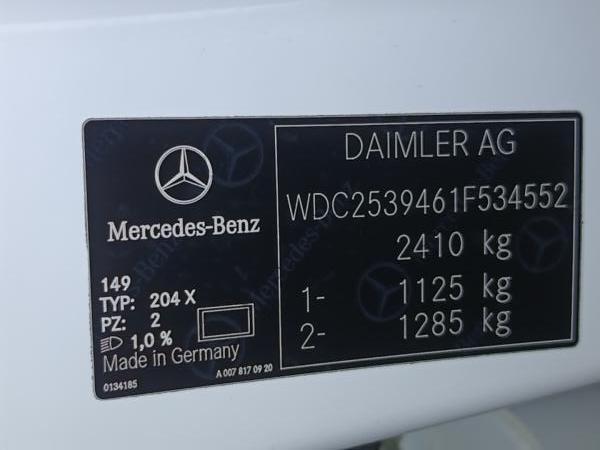 Mercedes-Benz
149
TYP: 204 X
PZ: 2
1,0 %
Made in Germany
0134185
A 007 817 09 20
DAIMLER AG
WDC2539461F534552
2410 kg
1- 1125 kg
2- 1285 kg